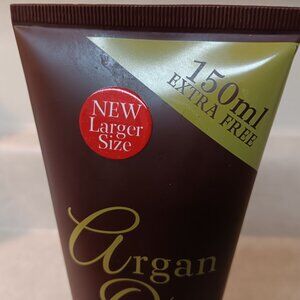 150ml
EXTRA FREE
NEW
Larger
Size
Argan